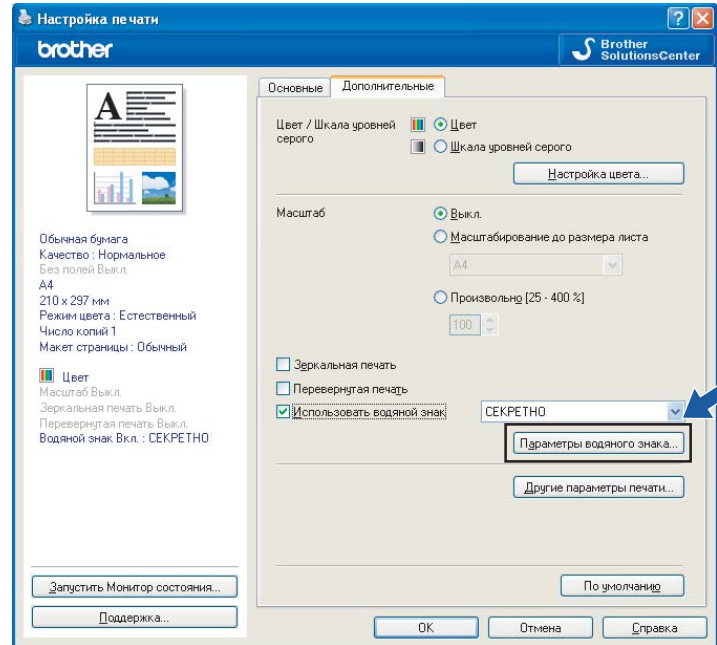 Настройка печати
brother
Brother
SolutionsCenter
A
Обычная бумага
Качество : Нормальное
Без полей Выкл.
A4
210 x 297 мм
Режим цвета : Естественный
Число копий 1
Макет страницы : Обычный
Цвет
Масштаб Выкл.
Зеркальная печать Выкл.
Перевернутая печать Выкл.
Водяной знак Вкл. : СЕКРЕТНО
Запустить Монитор состояния...
Поддержка...
Основные Дополнительные
Цвет / Шкала уровней серого
Цвет
Шкала уровней серого
Настройка цвета...
Масштаб
Выкл.
Масштабирование до размера листа
A4
Произвольно [25 - 400 %]
100
Зеркальная печать
Перевернутая печать
Использовать водяной знак СЕКРЕТНО
Параметры водяного знака...
Другие параметры печати...
По умолчанию
OK Отмена Справка